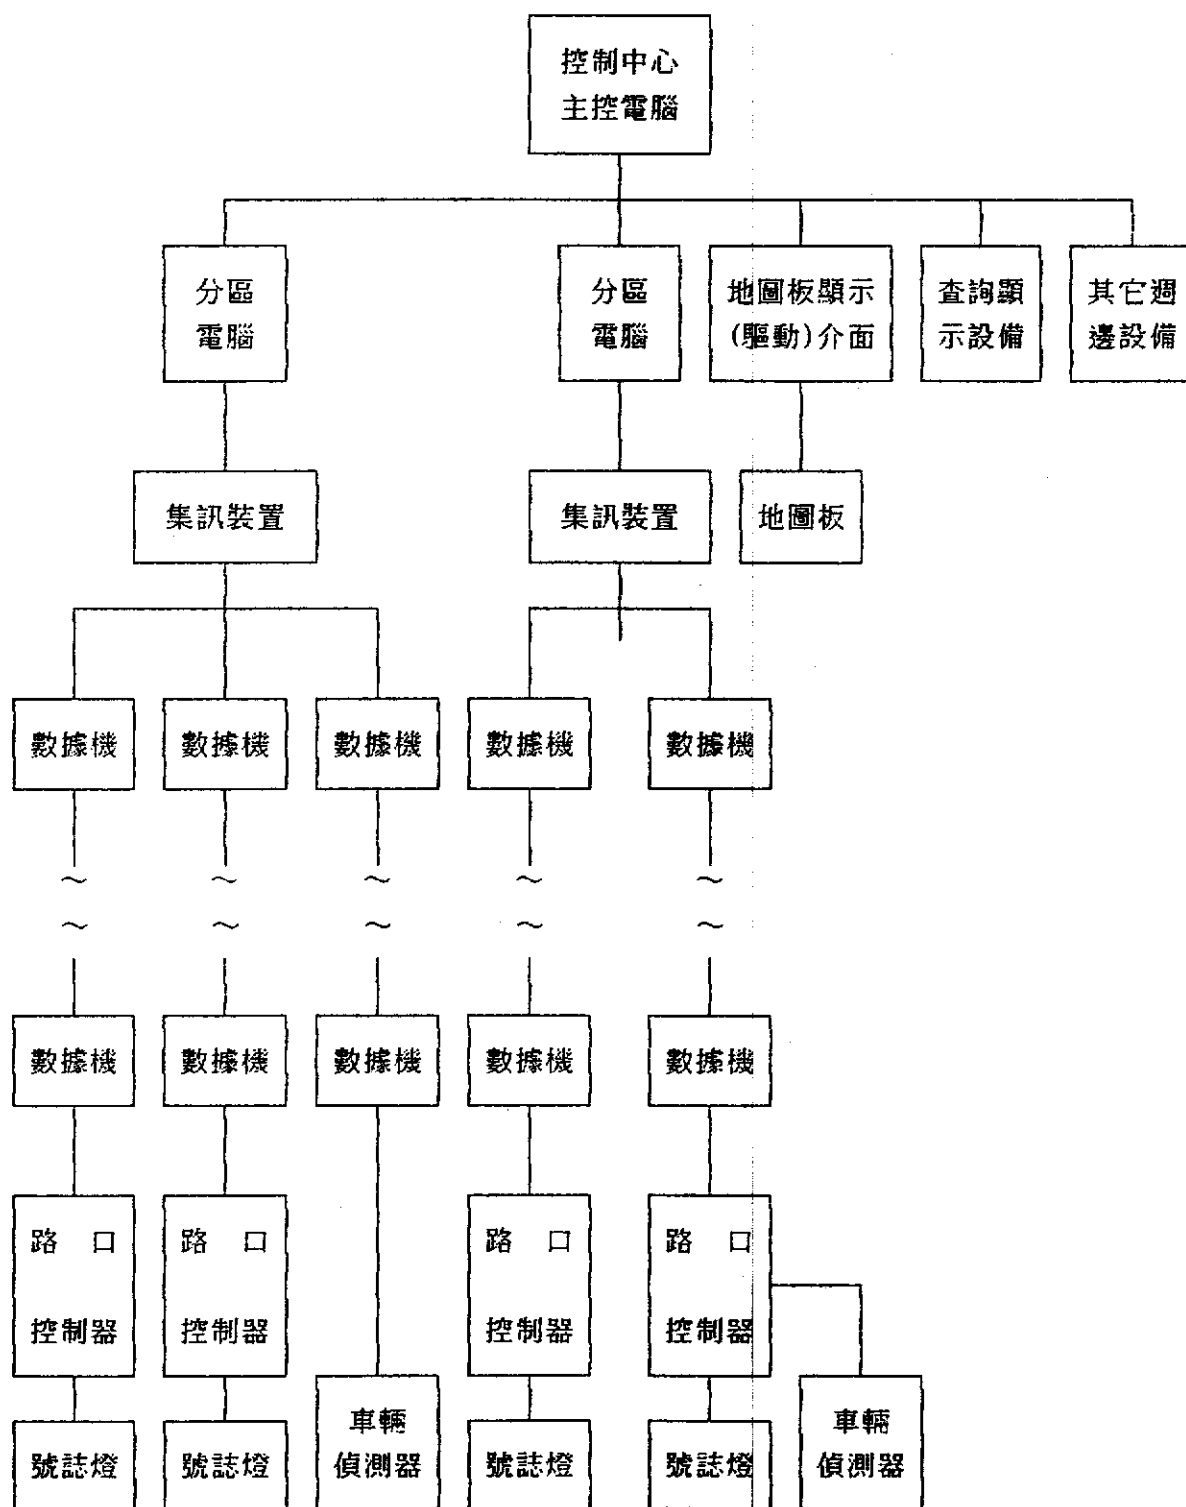 控制中心
主控電腦
分區
電腦
分區
電腦
地圖板顯示
(驅動)介面
查詢顯
示設備
其它週
邊設備
集訊裝置
集訊裝置
地圖板
數據機
數據機
數據機
數據機
數據機
～
～
～
～
～
～
～
～
～
～
數據機
數據機
數據機
數據機
數據機
路口
控制器
路口
控制器
路口
控制器
路口
控制器
號誌燈
號誌燈
車輛
偵測器
號誌燈
號誌燈
車輛
偵測器